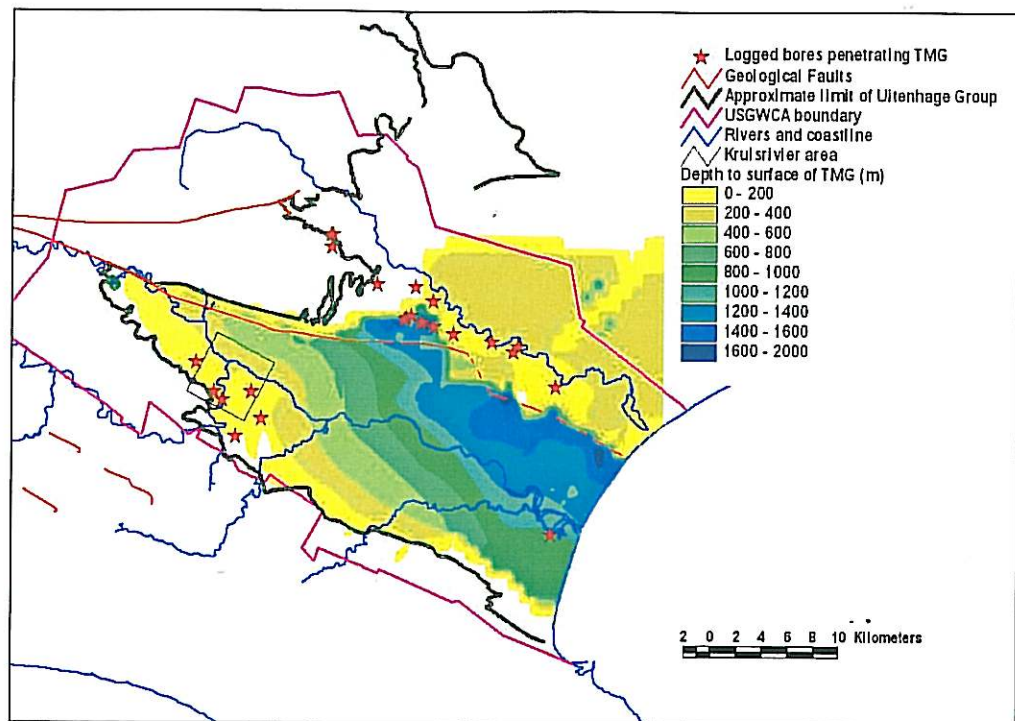 Logged bores penetrating TMG
Geological Faults
Approximate limit of Uitenhage Group
USGWCA boundary
Rivers and coastline
Kruisrivier area
Depth to surface of TMG (m)
0 - 200
200 - 400
400 - 600
600 - 800
800 - 1000
1000 - 1200
1200 - 1400
1400 - 1600
1600 - 2000
2 0 2 4 6 8 10 Kilometers